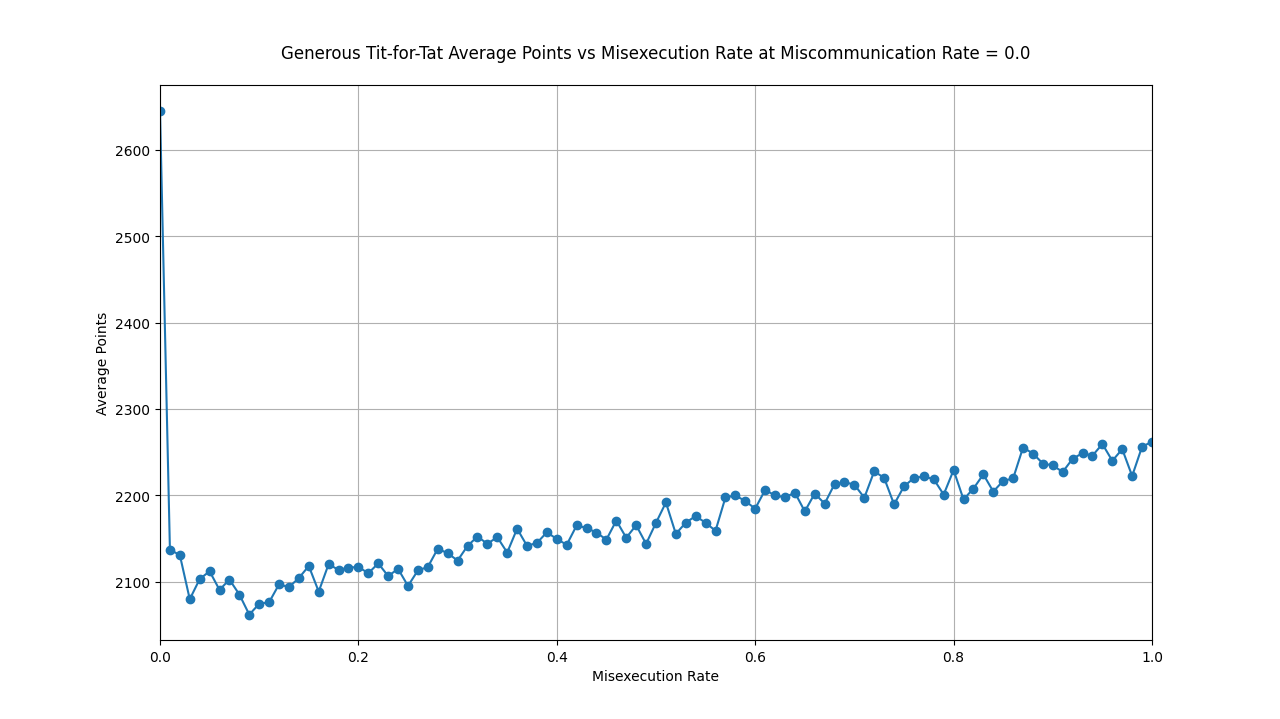 Generous Tit-for-Tat Average Points vs Misexecution Rate at Miscommunication Rate = 0.0
2600
2500
2400
2300
2200
2100
Average Points
0.0 0.2 0.4 0.6 0.8 1.0
Misexecution Rate